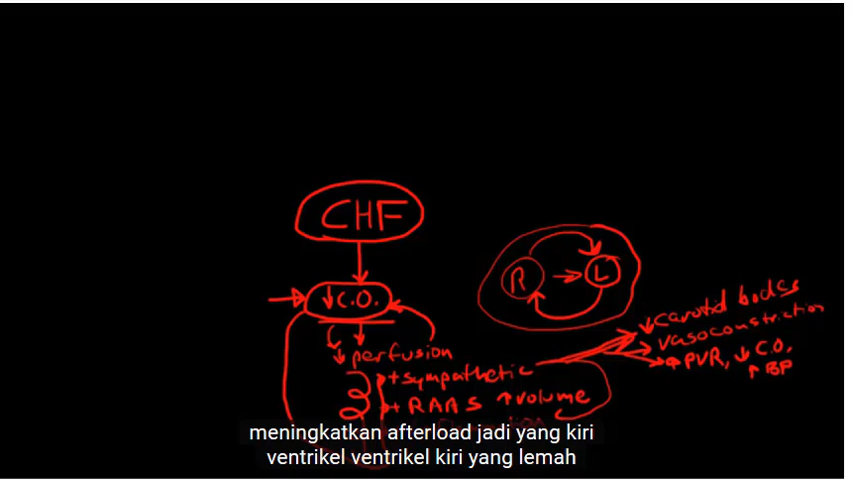 CHF
↓ C.O.
R → L
↓ perfusion
+ sympathetic
+ RAAS ↑ volume
↓ carotid bodies
vasoconstriction
↑ PVR, ↓ C.O.
↑ BP
meningkatkan afterload jadi yang kiri
ventrikel ventrikel kiri yang lemah